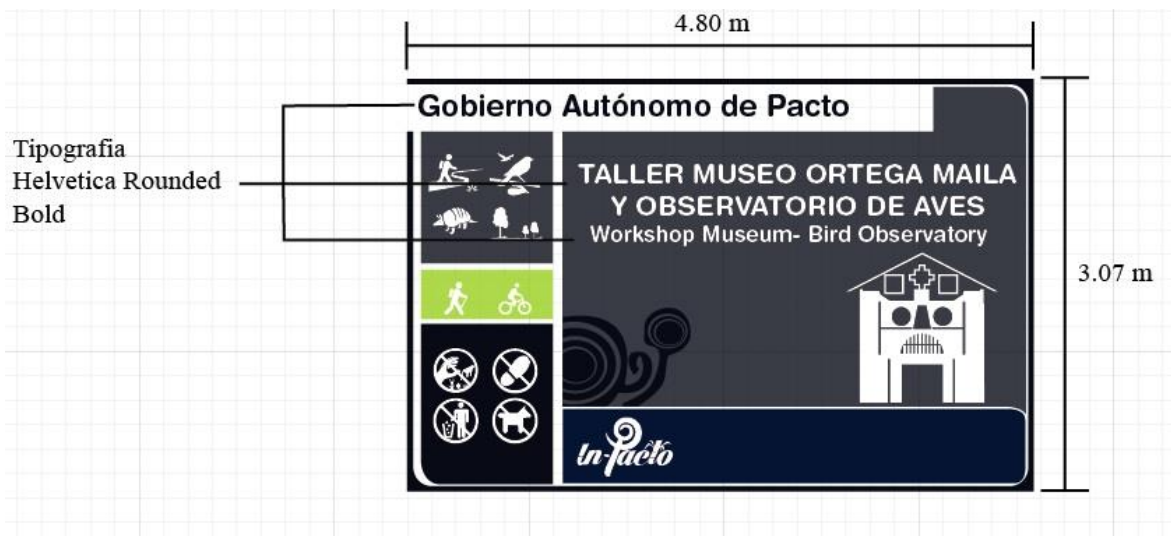 4.80 m
Gobierno Autónomo de Pacto
Tipografia
Helvetica Rounded
Bold
TALLER MUSEO ORTEGA MAILA
Y OBSERVATORIO DE AVES
Workshop Museum- Bird Observatory
3.07 m
In-Pacto